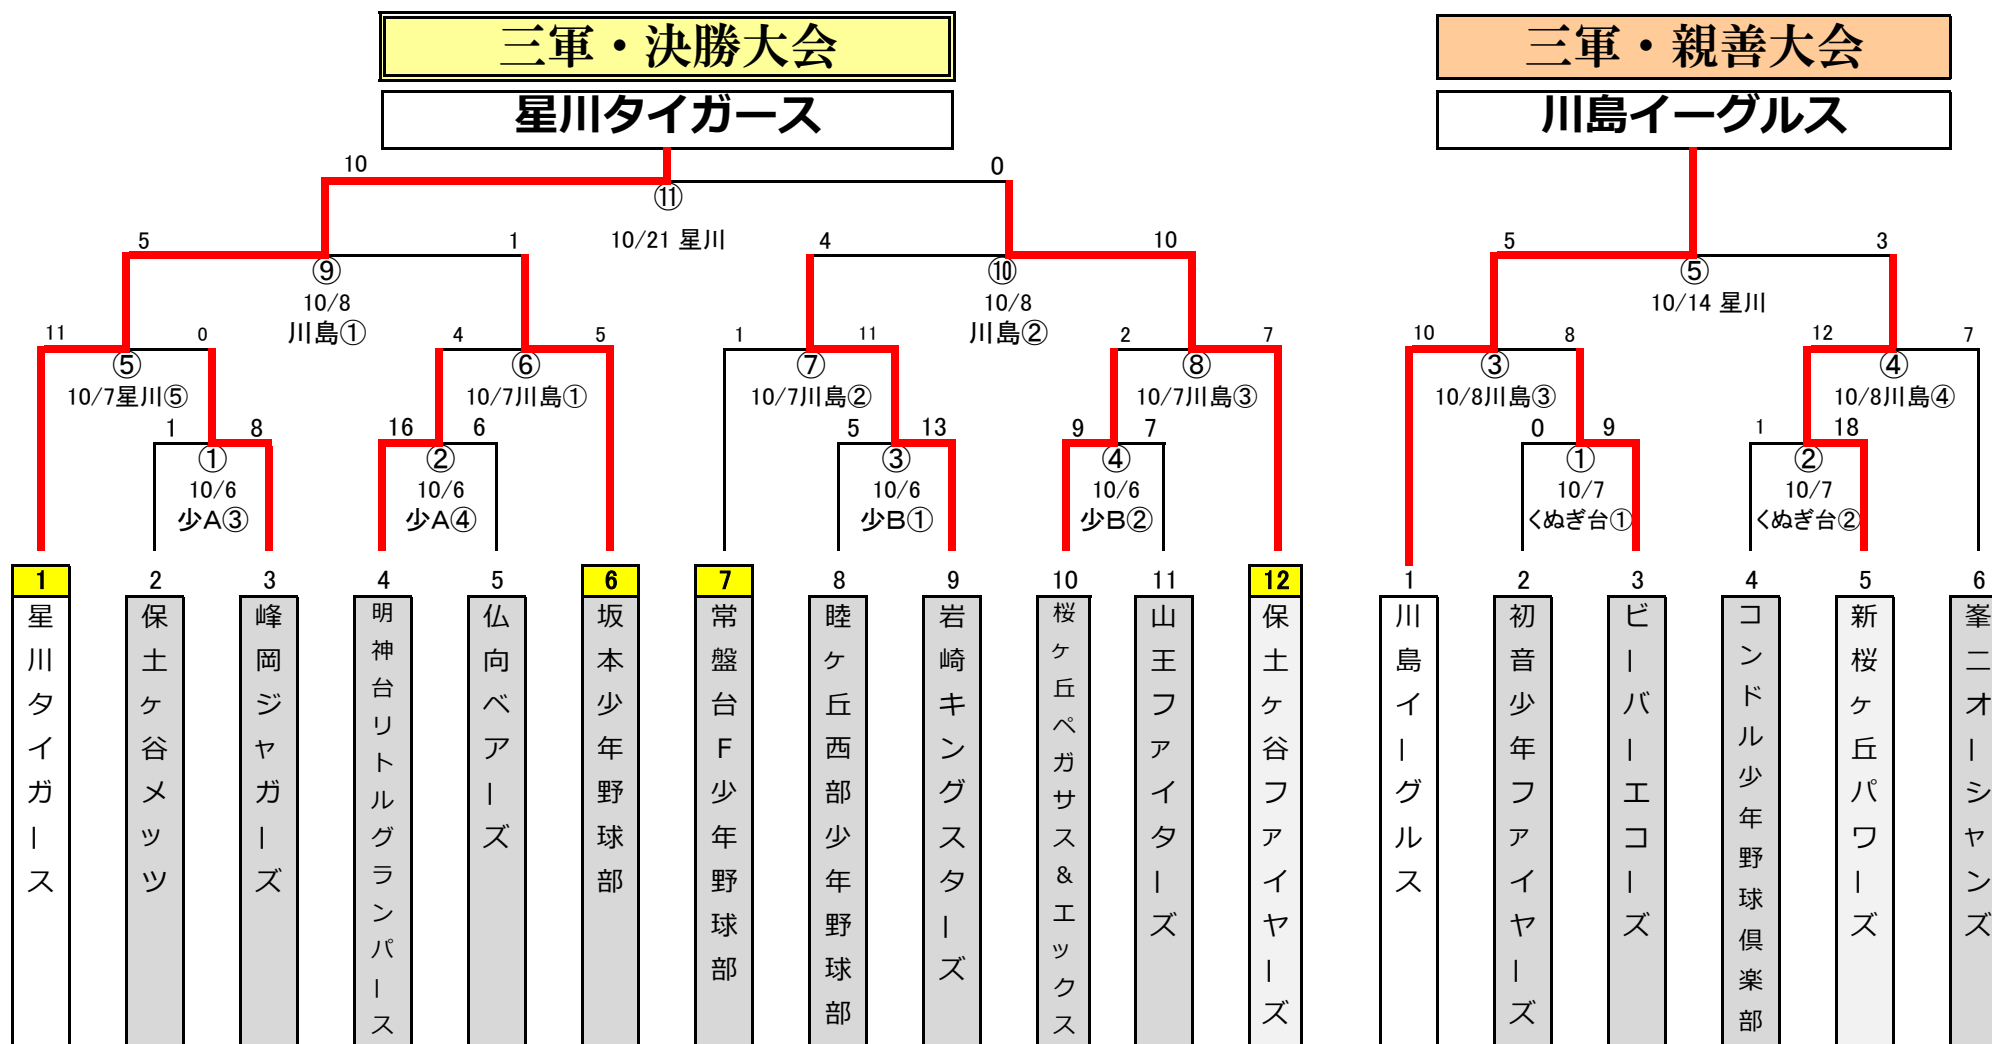 三軍・決勝大会
三軍・親善大会
星川タイガース
川島イーグルス
10
0
⑪
10/21 星川
5
1
4
10
5
3
⑨
10/8
川島①
⑩
10/8
川島②
⑤
10/14 星川
11
0
4
5
1
11
2
7
10
8
12
7
⑤
10/7星川⑤
⑥
10/7川島①
⑦
10/7川島②
⑧
10/7川島③
③
10/8川島③
④
10/8川島④
1
8
16
6
5
13
9
7
0
9
1
18
①
10/6
少A③
②
10/6
少A④
③
10/6
少B①
④
10/6
少B②
①
10/7
くぬぎ台①
②
10/7
くぬぎ台②
1
星川タイガース
2
保土ヶ谷メッツ
3
峰岡ジャガーズ
4
明神台リトルグランパース
5
仏向ベアーズ
6
坂本少年野球部
7
常盤台F少年野球部
8
睦ヶ丘西部少年野球部
9
岩崎キングスターズ
10
桜ヶ丘ペガサス&エックス
11
山王ファイターズ
12
保土ヶ谷ファイヤーズ
1
川島イーグルス
2
初音少年ファイヤーズ
3
ビーバーエコーズ
4
コンドル少年野球倶楽部
5
新桜ヶ丘パワーズ
6
峯二オーシャンズ